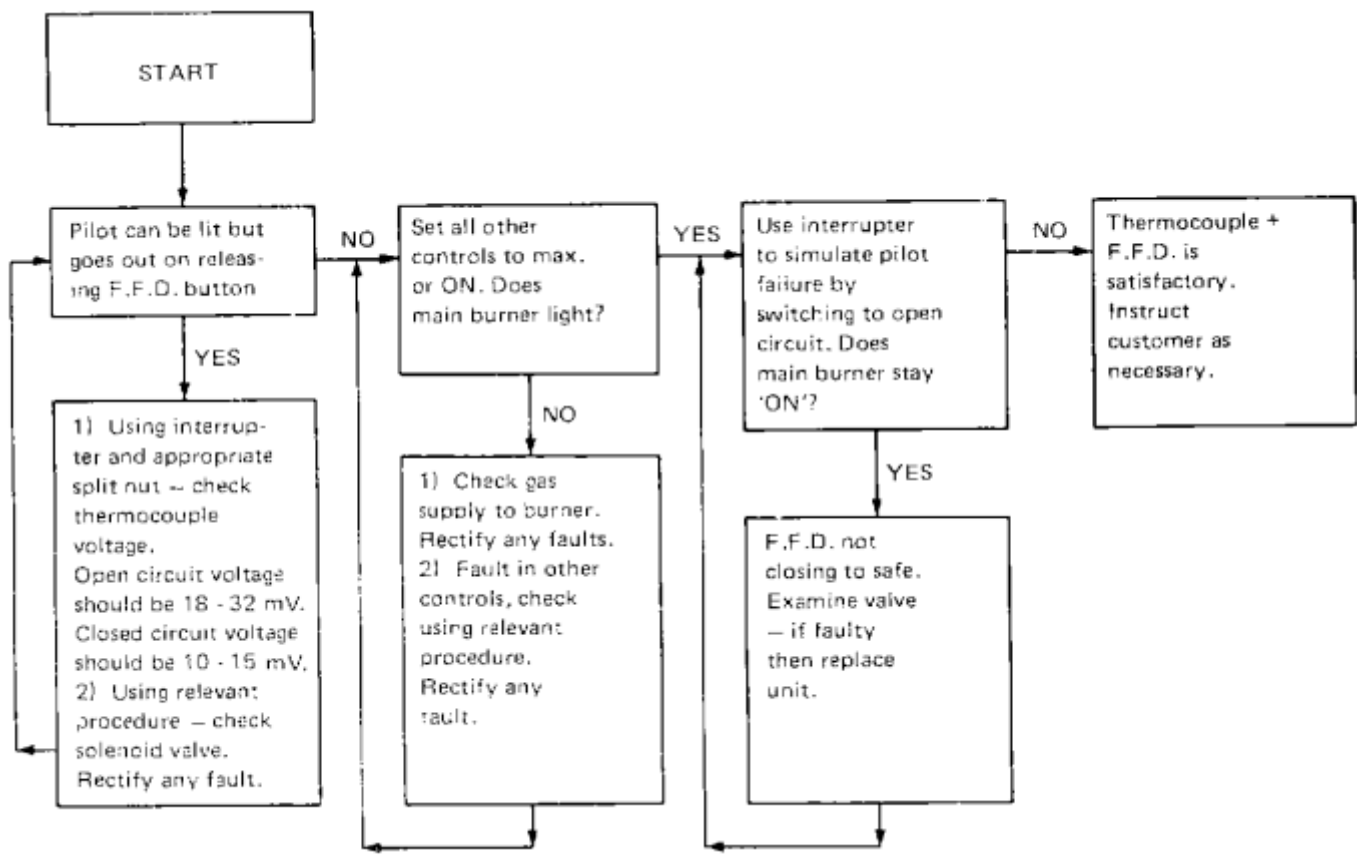 START
Pilot can be lit but
goes out on releas-
ing F.F.D. button
NO
YES
1) Using interrup-
ter and appropriate
split nut – check
thermocouple
voltage.
Open circuit voltage
should be 18 - 32 mV.
Closed circuit voltage
should be 10 - 15 mV.
2) Using relevant
procedure – check
solenoid valve.
Rectify any fault.
Set all other
controls to max.
or ON. Does
main burner light?
YES
NO
1) Check gas
supply to burner.
Rectify any faults.
2) Fault in other
controls, check
using relevant
procedure.
Rectify any
fault.
Use interrupter
to simulate pilot
failure by
switching to open
circuit. Does
main burner stay
'ON'?
NO
YES
F.F.D. not
closing to safe.
Examine valve
– if faulty
then replace
unit.
Thermocouple +
F.F.D. is
satisfactory.
Instruct
customer as
necessary.